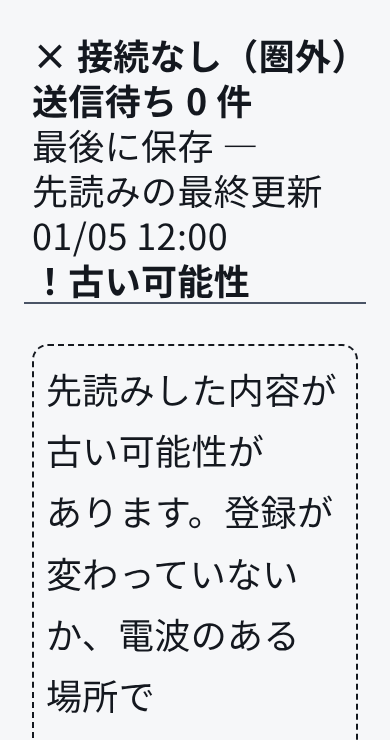 × 接続なし（圏外）
送信待ち 0 件
最後に保存 —
先読みの最終更新
01/05 12:00
！古い可能性
先読みした内容が
古い可能性が
あります。登録が
変わっていない
か、電波のある
場所で